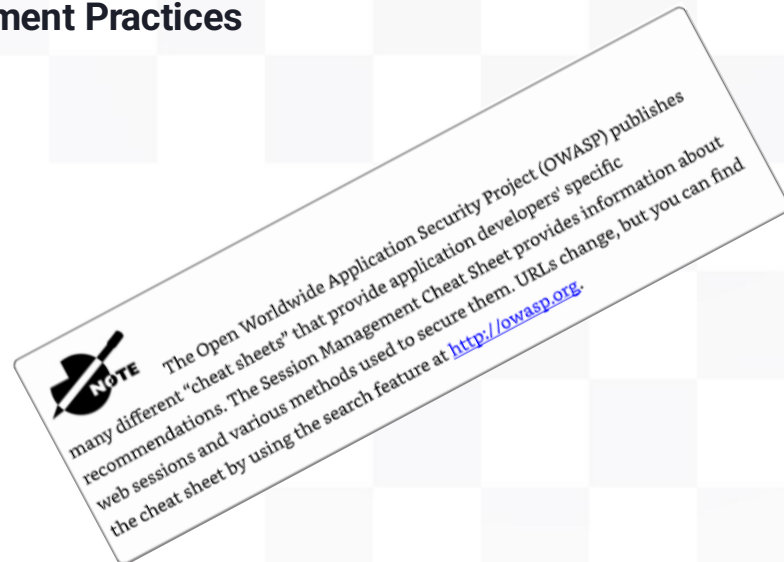 ment Practices
The Open Worldwide Application Security Project (OWASP) publishes
many different “cheat sheets” that provide application developers' specific
recommendations. The Session Management Cheat Sheet provides information about
web sessions and various methods used to secure them. URLs change, but you can find
the cheat sheet by using the search feature at http://owasp.org.
NOTE